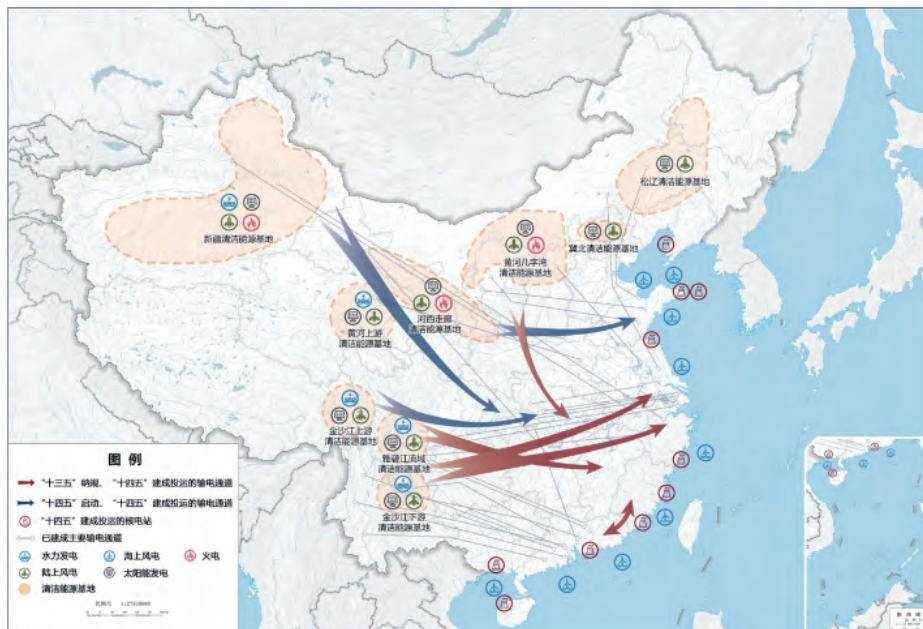 松辽清洁能源基地
新疆清洁能源基地
黄河几字湾
清洁能源基地
冀北清洁能源基地
河西走廊
清洁能源基地
黄河上游
清洁能源基地
金沙江上游
清洁能源基地
雅砻江流域
清洁能源基地
金沙江下游
清洁能源基地
图例
“十三五”结转、“十四五”建成投运的输电通道
“十四五”启动、“十四五”建成投运的输电通道
“十四五”建成投运的核电站
已建成主要输电通道
水力发电
海上风电
火电
陆上风电
太阳能发电
清洁能源基地